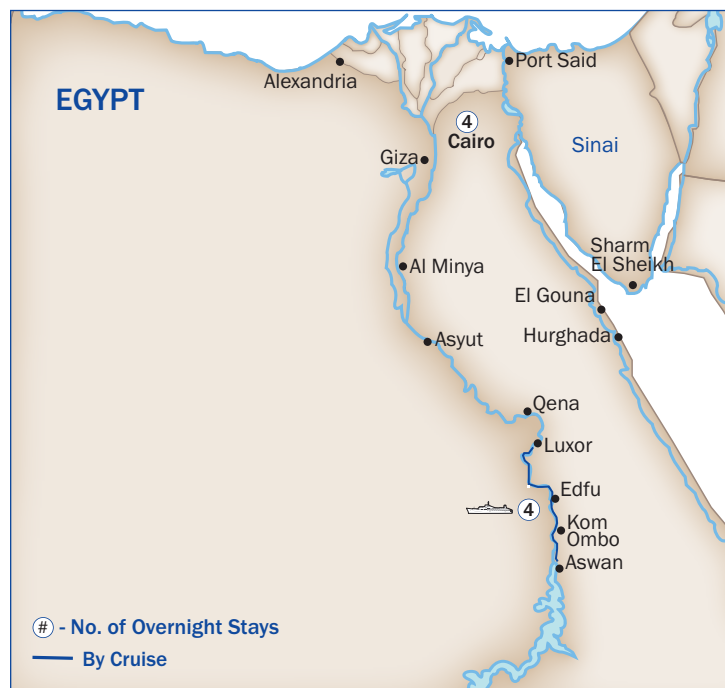 Alexandria
Port Said
EGYPT
4
Cairo
Sinai
Giza
Sharm
El Sheikh
Al Minya
El Gouna
Hurghada
Asyut
Qena
Luxor
Edfu
4
Kom
Ombo
Aswan
# - No. of Overnight Stays
By Cruise